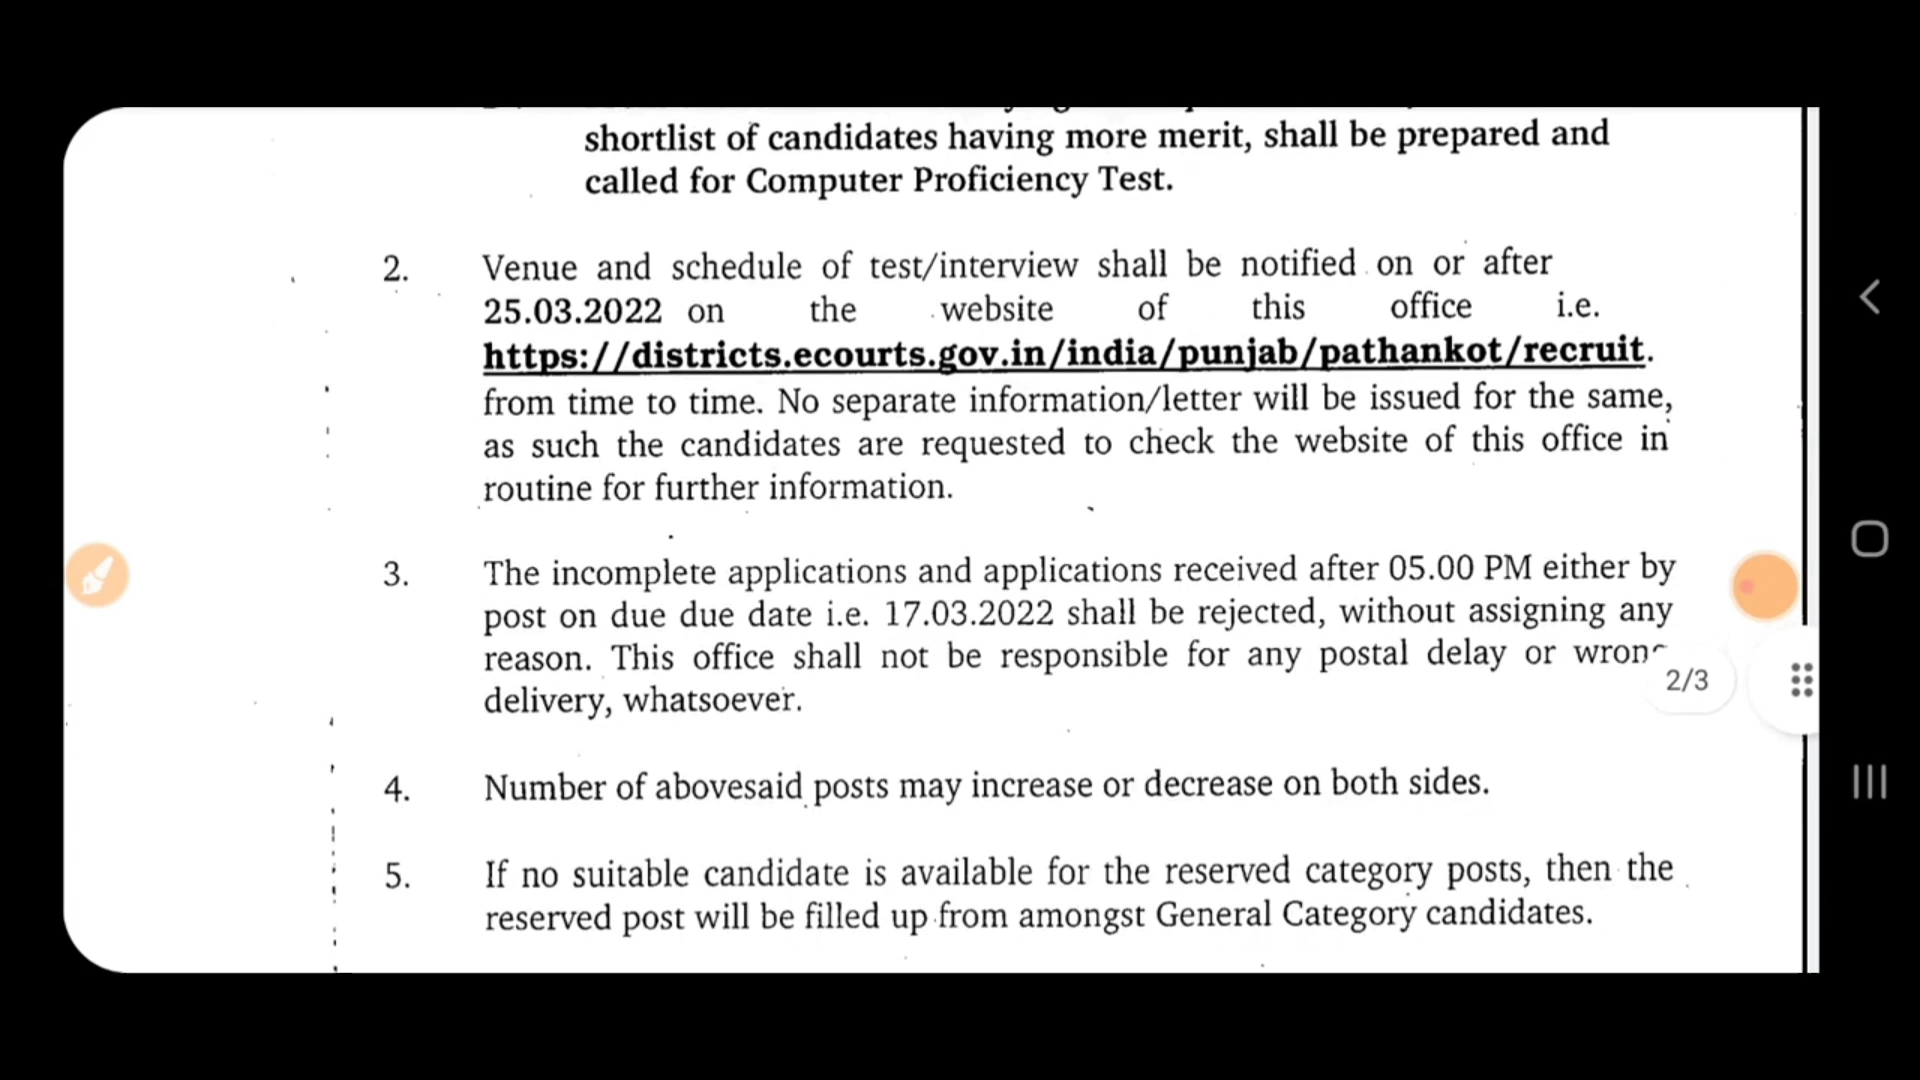 shortlist of candidates having more merit, shall be prepared and
called for Computer Proficiency Test.
2. Venue and schedule of test/interview shall be notified on or after
25.03.2022 on the website of this office i.e.
https://districts.ecourts.gov.in/india/punjab/pathankot/recruit.
from time to time. No separate information/letter will be issued for the same,
as such the candidates are requested to check the website of this office in
routine for further information.
3. The incomplete applications and applications received after 05.00 PM either by
post on due due date i.e. 17.03.2022 shall be rejected, without assigning any
reason. This office shall not be responsible for any postal delay or wrong
2/3
delivery, whatsoever.
4. Number of abovesaid posts may increase or decrease on both sides.
5. If no suitable candidate is available for the reserved category posts, then the
reserved post will be filled up from amongst General Category candidates.